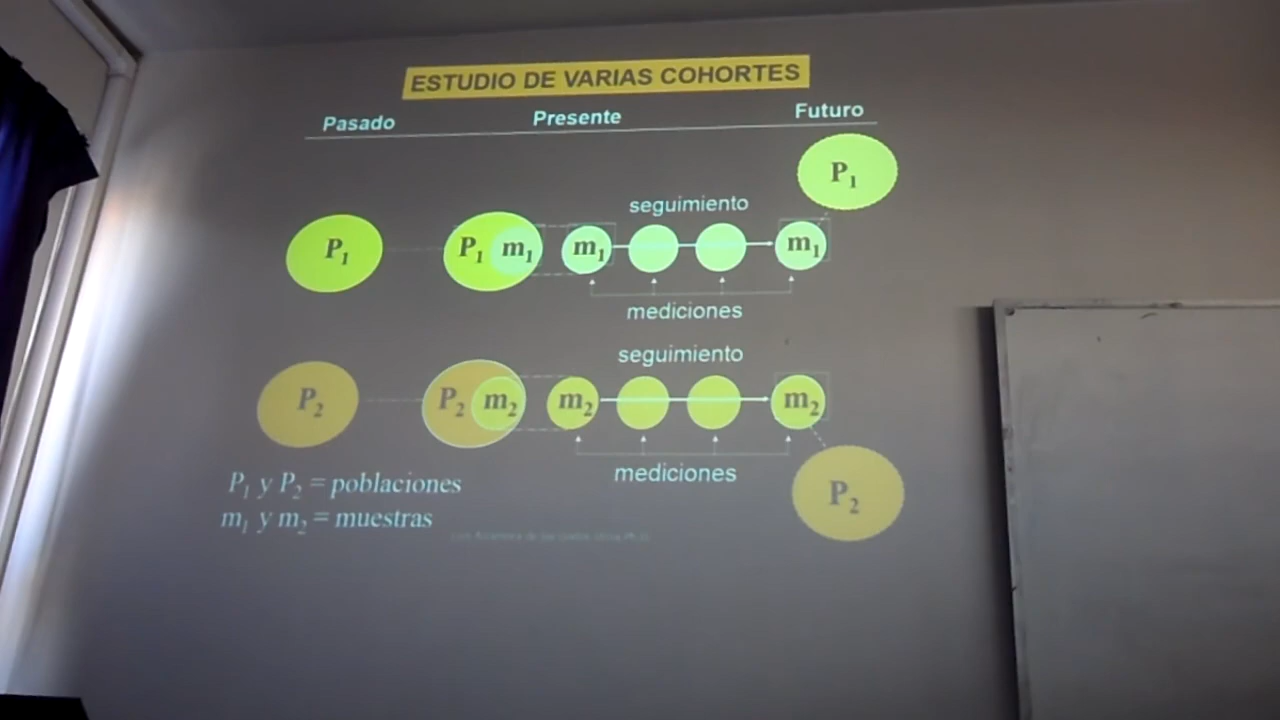 ESTUDIO DE VARIAS COHORTES
Pasado Presente Futuro
P₁
seguimiento
P₁ P₁ m₁ m₁ m₁
mediciones
seguimiento
P₂ P₂ m₂ m₂ m₂
mediciones
P₂
P₁ y P₂ = poblaciones
m₁ y m₂ = muestras